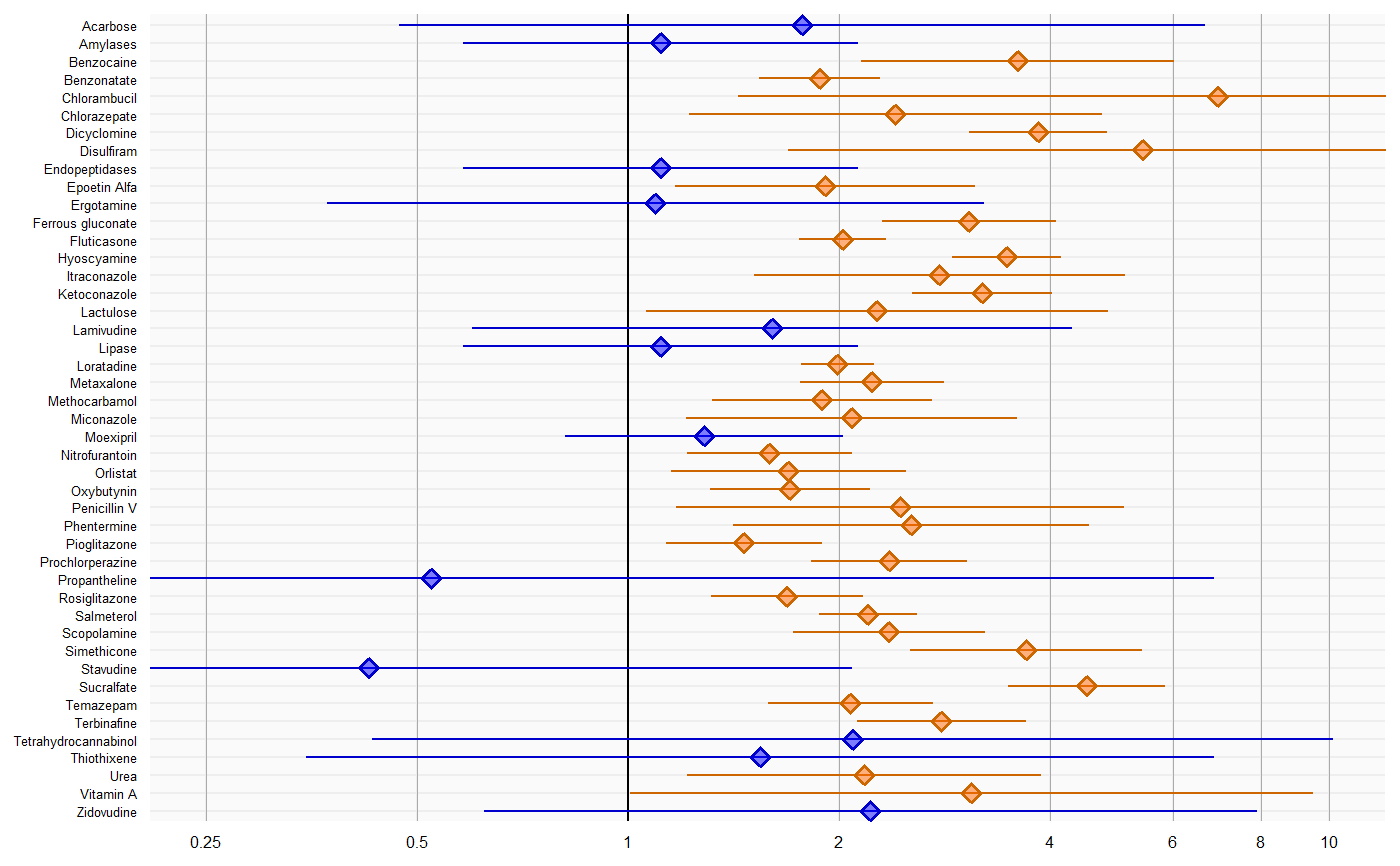 Acarbose
Amylases
Benzocaine
Benzonatate
Chlorambucil
Chlorazepate
Dicyclomine
Disulfiram
Endopeptidases
Epoetin Alfa
Ergotamine
Ferrous gluconate
Fluticasone
Hyoscyamine
Itraconazole
Ketoconazole
Lactulose
Lamivudine
Lipase
Loratadine
Metaxalone
Methocarbamol
Miconazole
Moexipril
Nitrofurantoin
Orlistat
Oxybutynin
Penicillin V
Phentermine
Pioglitazone
Prochlorperazine
Propantheline
Rosiglitazone
Salmeterol
Scopolamine
Simethicone
Stavudine
Sucralfate
Temazepam
Terbinafine
Tetrahydrocannabinol
Thiothixene
Urea
Vitamin A
Zidovudine
0.25 0.5 1 2 4 6 8 10